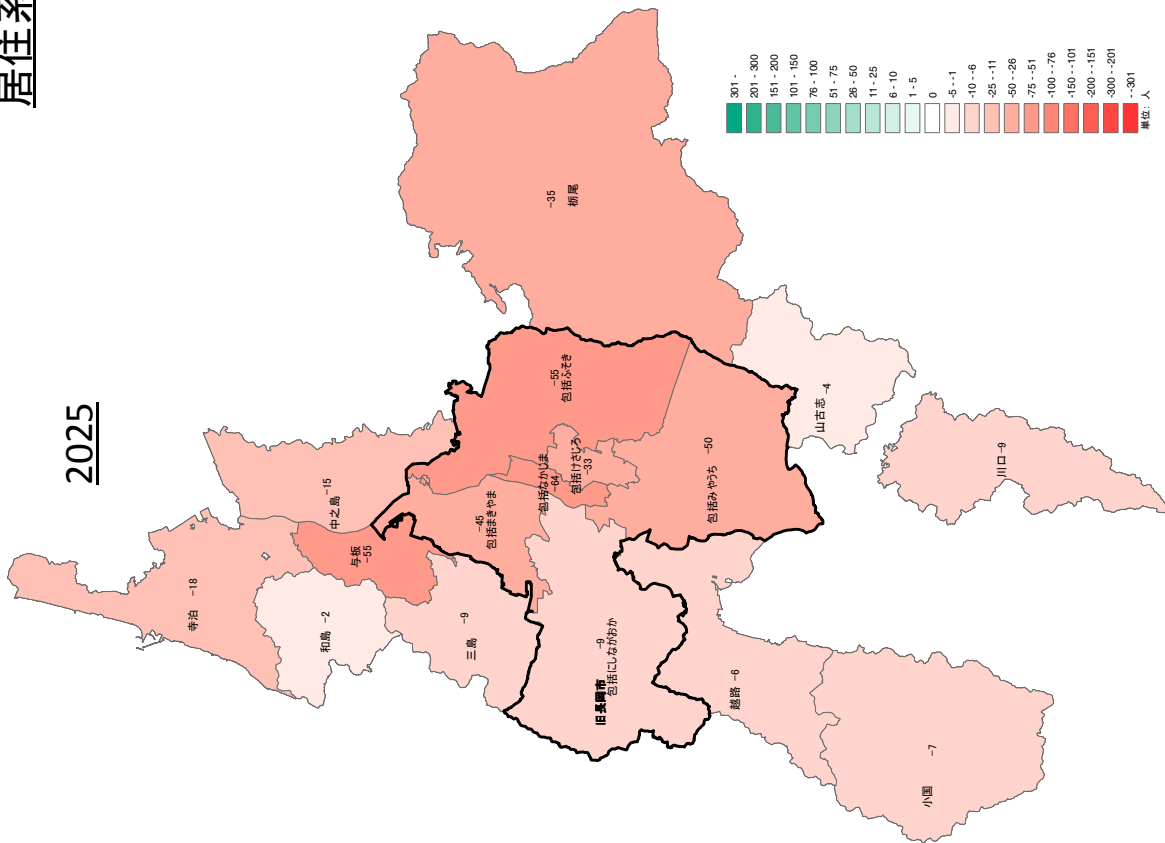 居住系
2025
-35
栃尾
-55
包括ふそき
-15
中之島
包括なかじま
-64
包括けさじろ
-33
-45
包括まきやま
-50
包括みやうち
山古志 -4
川口 -9
与板
-55
寺泊 -18
和島 -2
三島 -9
-9
旧長岡市
包括にしながおか
越路 -6
-7
小国
301 -
201 - 300
151 - 200
101 - 150
76 - 100
51 - 75
26 - 50
11 - 25
6 - 10
1 - 5
0
-5 - -1
-10 - -6
-25 - -11
-50 - -26
-75 - -51
-100 - -76
-150 - -101
-200 - -151
-300 - -201
- -301
単位: 人